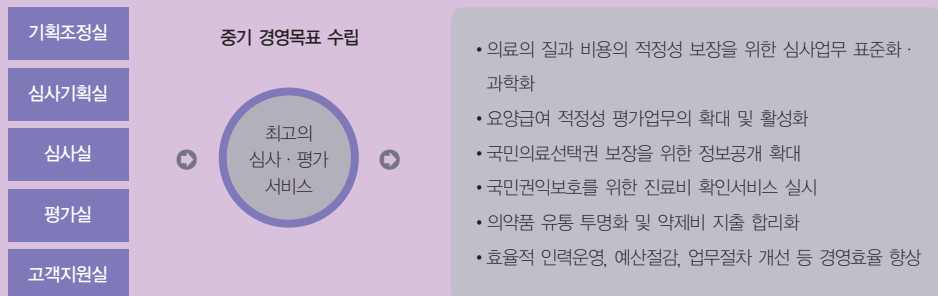 기획조정실
심사기획실
심사실
평가실
고객지원실
중기 경영목표 수립
최고의
심사 · 평가
서비스
• 의료의 질과 비용의 적정성 보장을 위한 심사업무 표준화 ·
과학화
• 요양급여 적정성 평가업무의 확대 및 활성화
• 국민의료선택권 보장을 위한 정보공개 확대
• 국민권익보호를 위한 진료비 확인서비스 실시
• 의약품 유통 투명화 및 약제비 지출 합리화
• 효율적 인력운영, 예산절감, 업무절차 개선 등 경영효율 향상